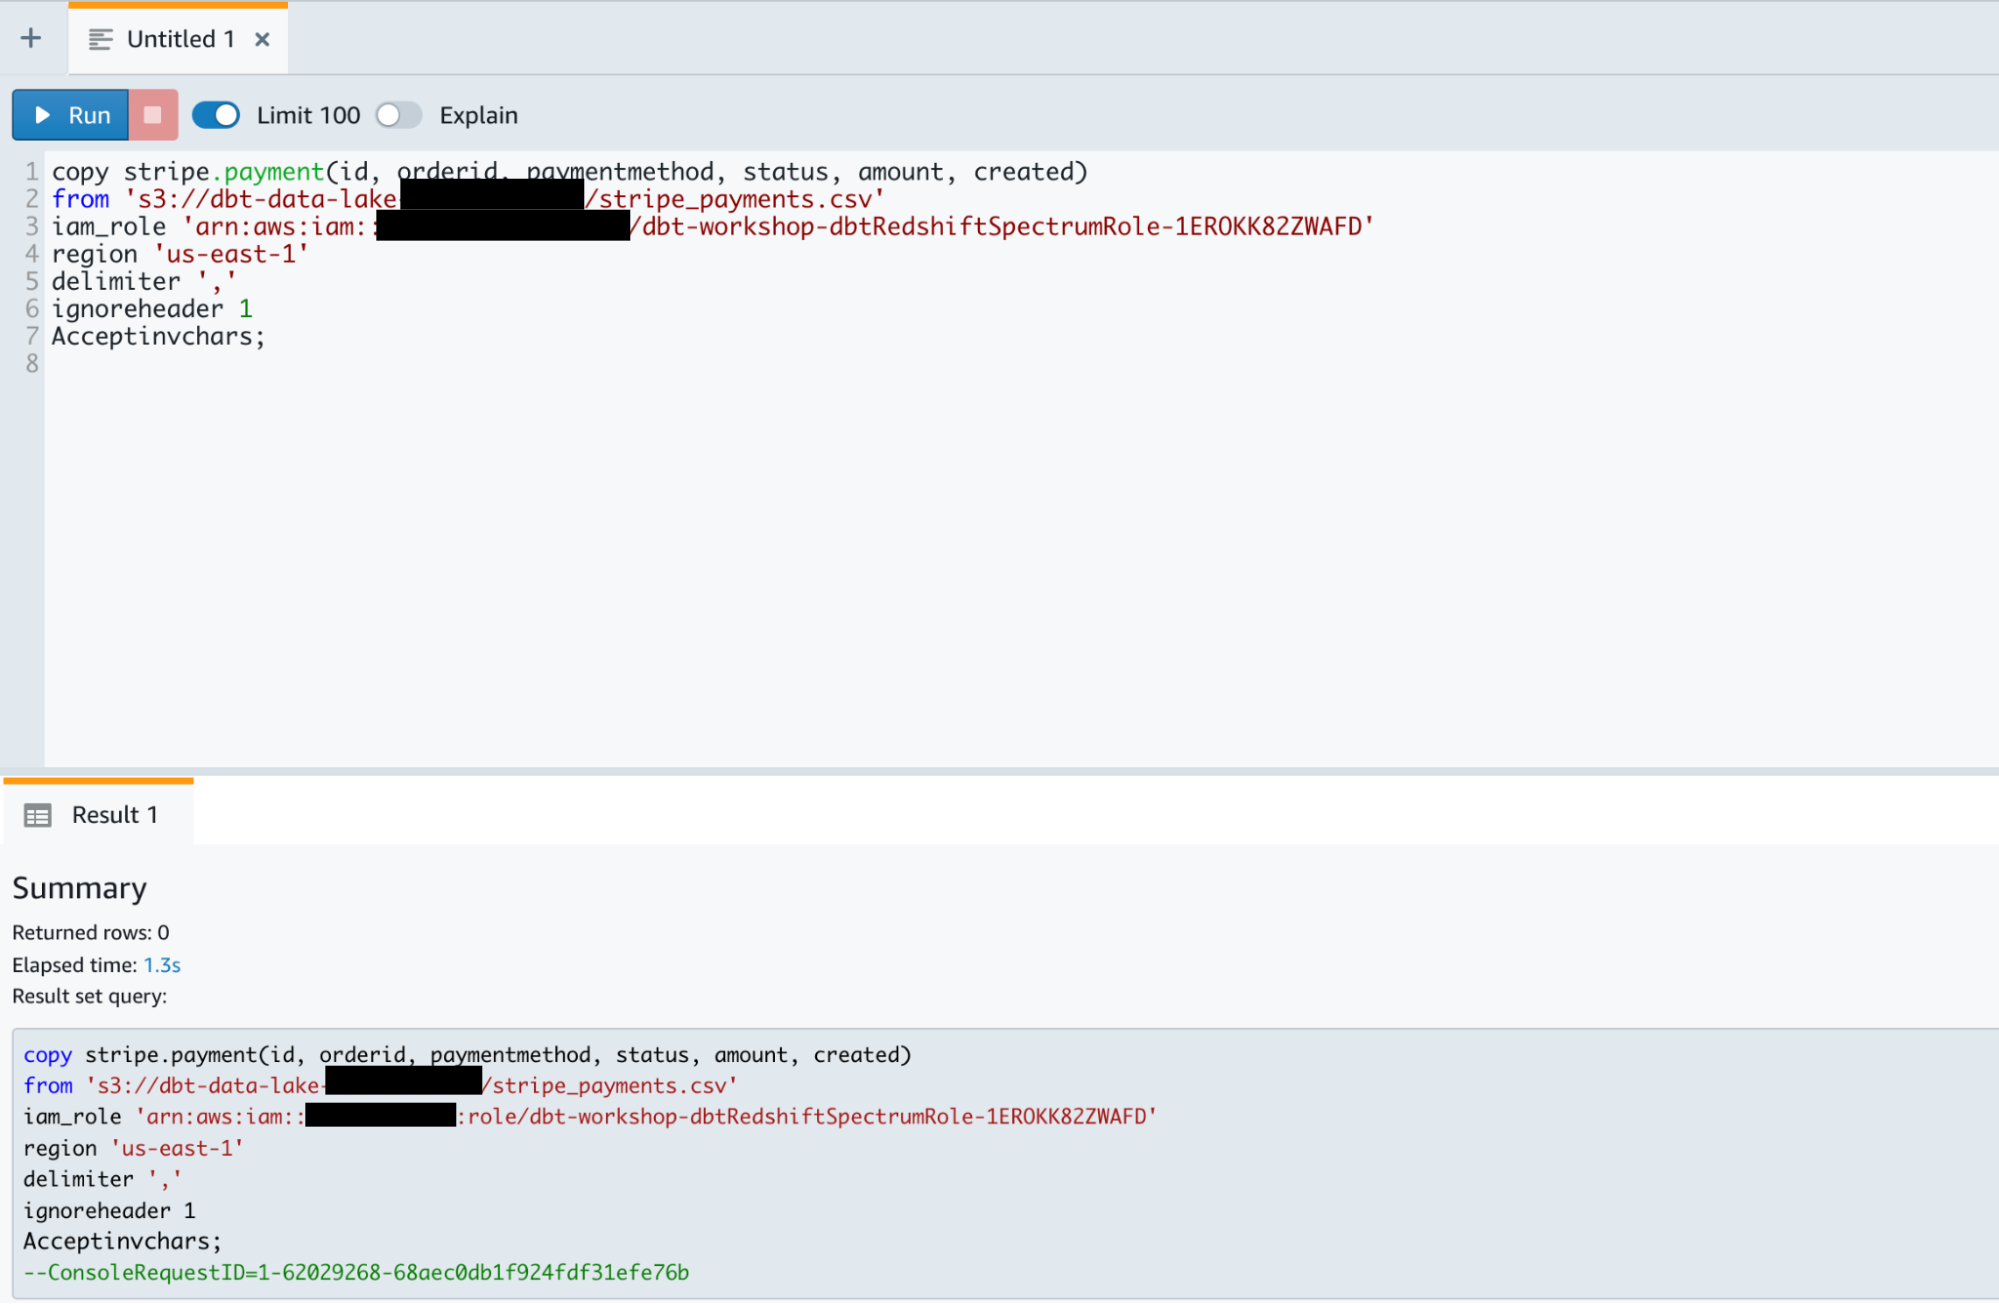 Untitled 1
Run Limit 100 Explain
1 copy stripe.payment(id, orderid, paymentmethod, status, amount, created)
2 from 's3://dbt-data-lake /stripe_payments.csv'
3 iam_role 'arn:aws:iam:: /dbt-workshop-dbtRedshiftSpectrumRole-1EROKK82ZWAFD'
4 region 'us-east-1'
5 delimiter ','
6 ignoreheader 1
7 Acceptinvchars;
8
Result 1
Summary
Returned rows: 0
Elapsed time: 1.3s
Result set query:
copy stripe.payment(id, orderid, paymentmethod, status, amount, created)
from 's3://dbt-data-lake- /stripe_payments.csv'
iam_role 'arn:aws:iam:: :role/dbt-workshop-dbtRedshiftSpectrumRole-1EROKK82ZWAFD'
region 'us-east-1'
delimiter ','
ignoreheader 1
Acceptinvchars;
--ConsoleRequestID=1-62029268-68aec0db1f924fdf31efe76b